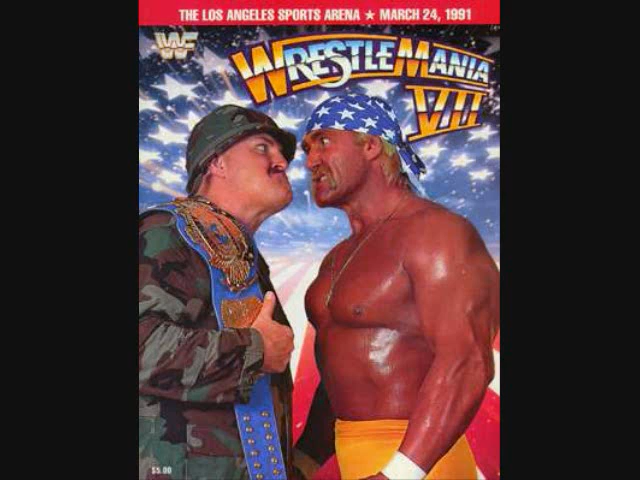 THE LOS ANGELES SPORTS ARENA ★ MARCH 24, 1991
WF
WRESTLEMANIA
VII
$5.00